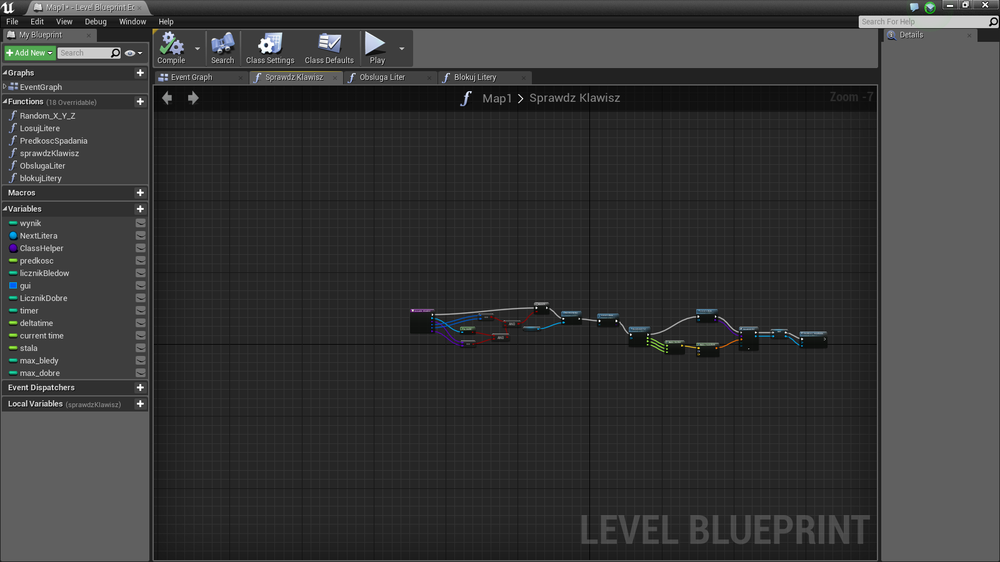 Map1* - Level Blueprint Ec
File Edit View Debug Window Help
Search For Help
My Blueprint
Add New
Search
Graphs
EventGraph
Functions (18 Overridable)
Random_X_Y_Z
LosujLitere
PredkoscSpadania
sprawdzKlawisz
ObslugaLiter
blokujLitery
Macros
Variables
wynik
NextLitera
ClassHelper
predkosc
licznikBledow
gui
LicznikDobre
timer
deltatime
current time
stala
max_bledy
max_dobre
Event Dispatchers
Local Variables (sprawdzKlawisz)
Compile Search Class Settings Class Defaults Play
Event Graph Sprawdz Klawisz Obsluga Liter Blokuj Litery
Map1 > Sprawdz Klawisz
Zoom -7
AND
AND
LEVEL BLUEPRINT
Details